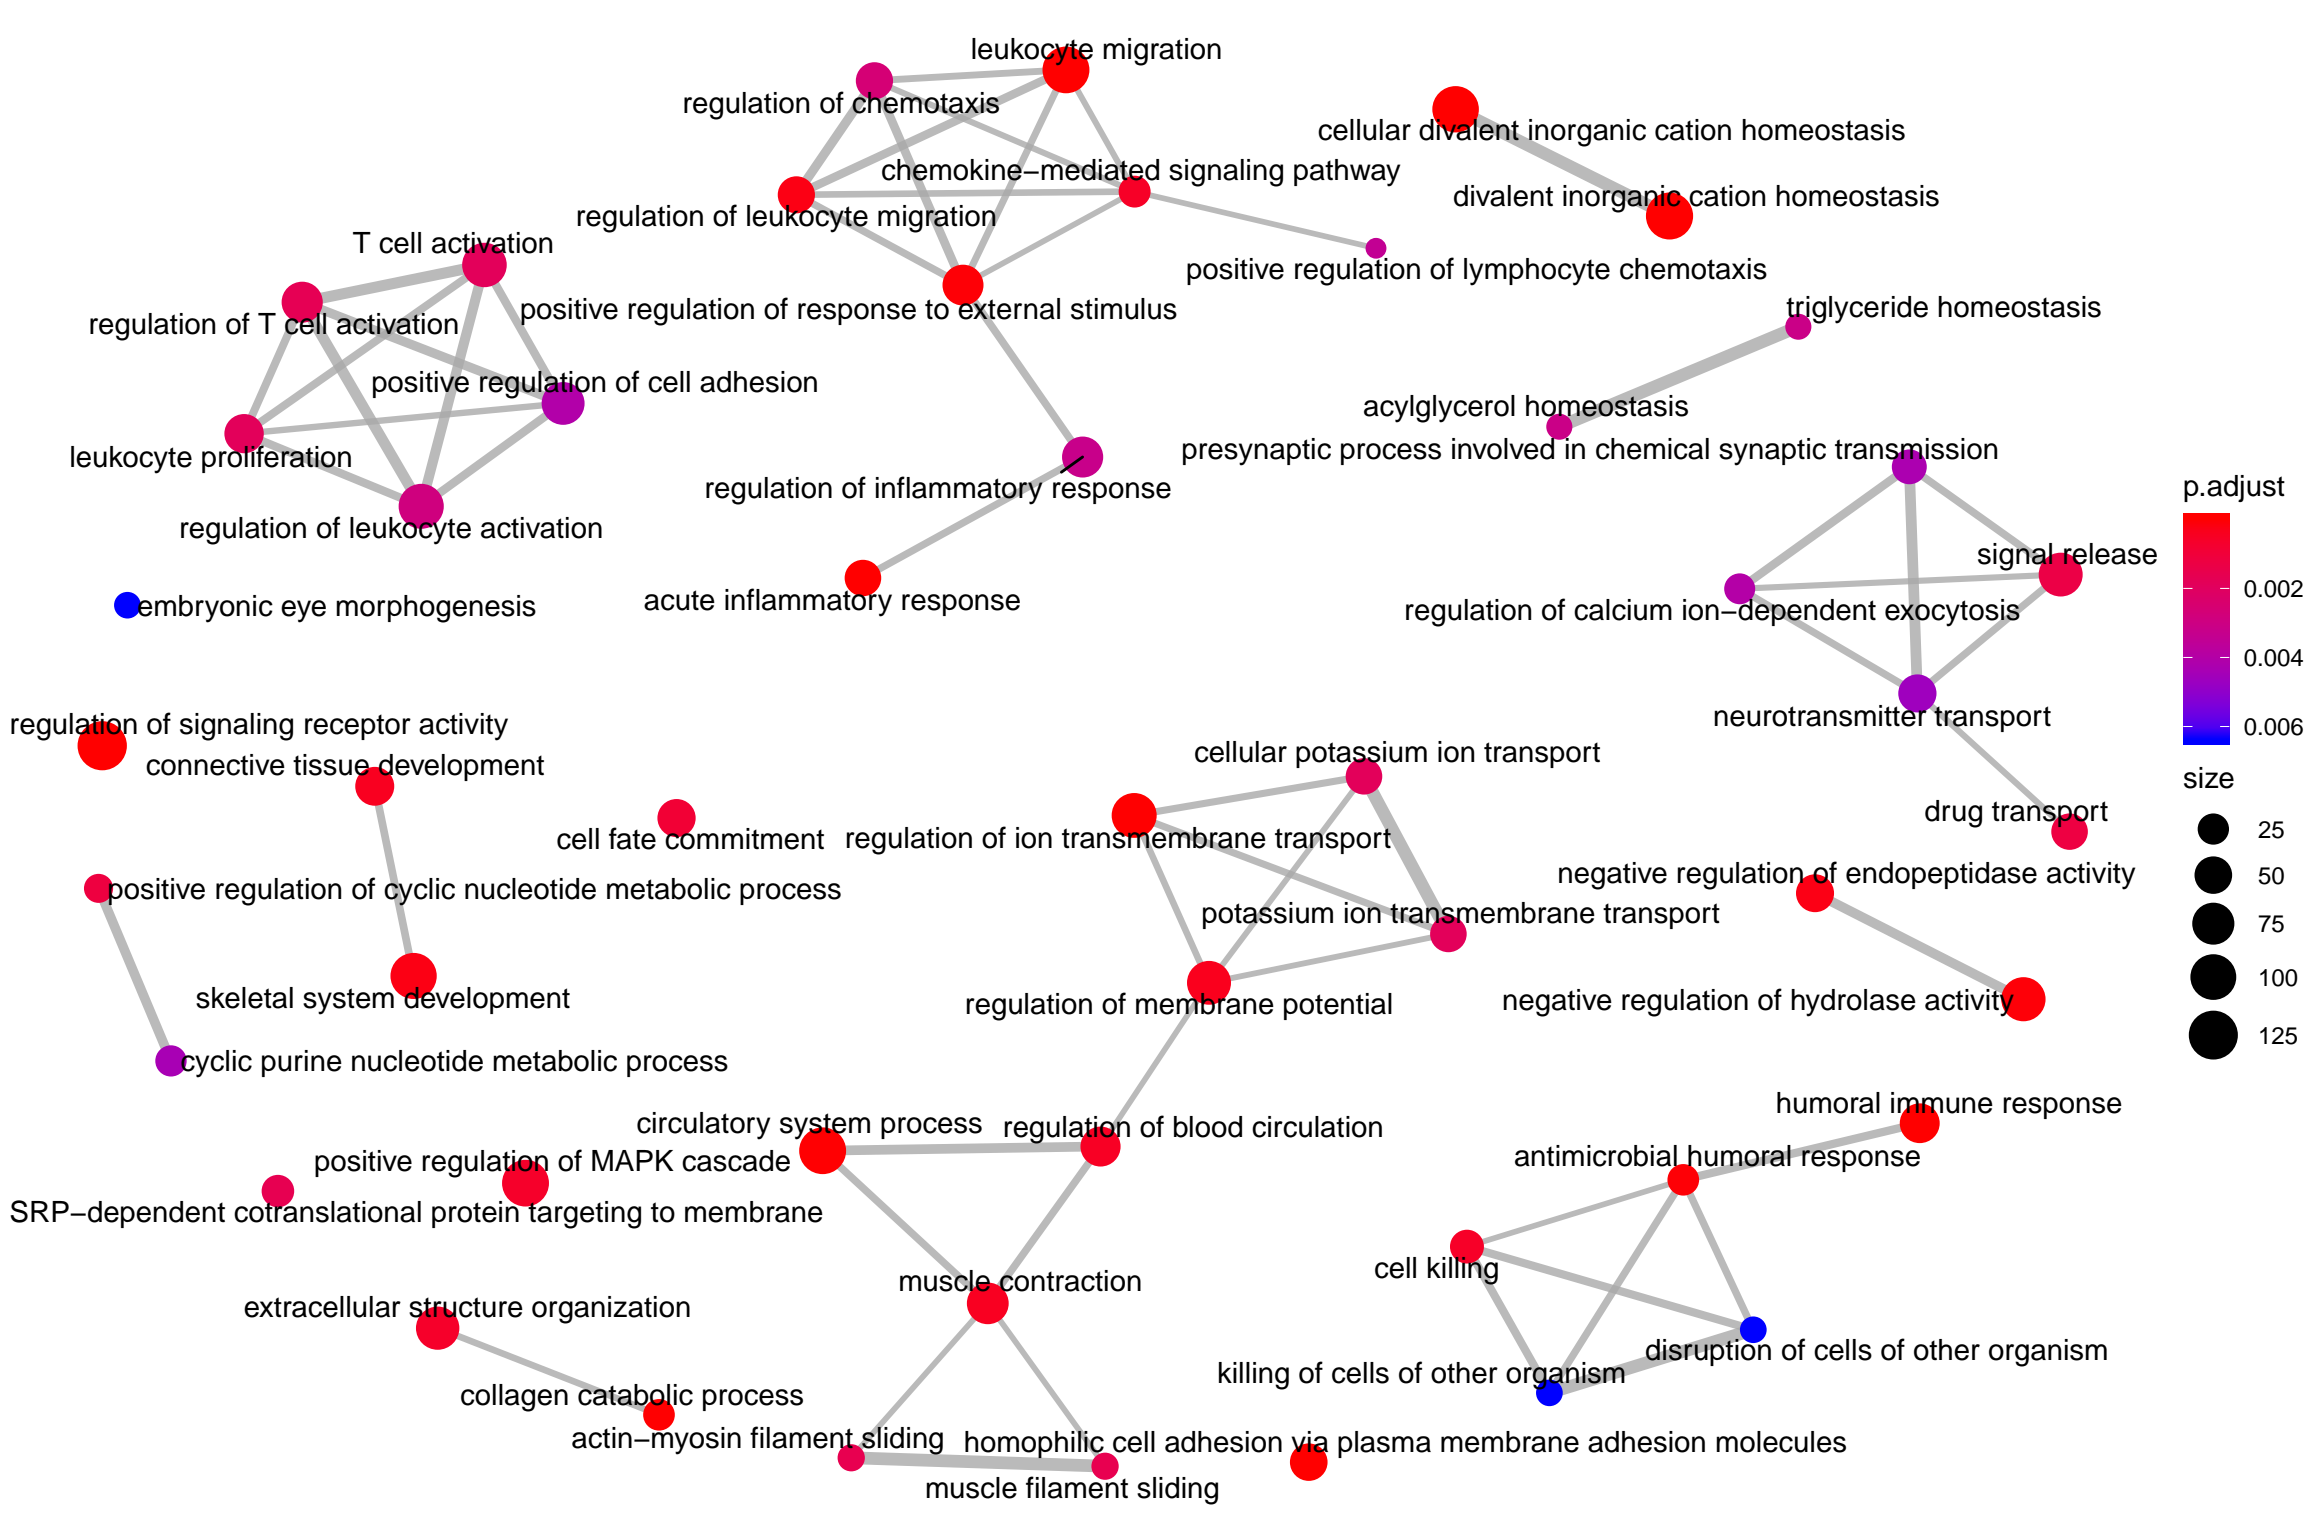 leukocyte migration
regulation of chemotaxis
cellular divalent inorganic cation homeostasis
chemokine−mediated signaling pathway
divalent inorganic cation homeostasis
regulation of leukocyte migration
T cell activation
positive regulation of lymphocyte chemotaxis
triglyceride homeostasis
positive regulation of response to external stimulus
regulation of T cell activation
positive regulation of cell adhesion
acylglycerol homeostasis
presynaptic process involved in chemical synaptic transmission
leukocyte proliferation
regulation of inflammatory response
regulation of leukocyte activation
signal release
acute inflammatory response
embryonic eye morphogenesis
regulation of calcium ion−dependent exocytosis
neurotransmitter transport
regulation of signaling receptor activity
cellular potassium ion transport
connective tissue development
drug transport
cell fate commitment
regulation of ion transmembrane transport
negative regulation of endopeptidase activity
positive regulation of cyclic nucleotide metabolic process
potassium ion transmembrane transport
skeletal system development
regulation of membrane potential
negative regulation of hydrolase activity
cyclic purine nucleotide metabolic process
humoral immune response
circulatory system process
regulation of blood circulation
antimicrobial humoral response
positive regulation of MAPK cascade
SRP−dependent cotranslational protein targeting to membrane
cell killing
muscle contraction
extracellular structure organization
disruption of cells of other organism
killing of cells of other organism
collagen catabolic process
actin−myosin filament sliding
homophilic cell adhesion via plasma membrane adhesion molecules
muscle filament sliding
p.adjust
0.002
0.004
0.006
size
25
50
75
100
125